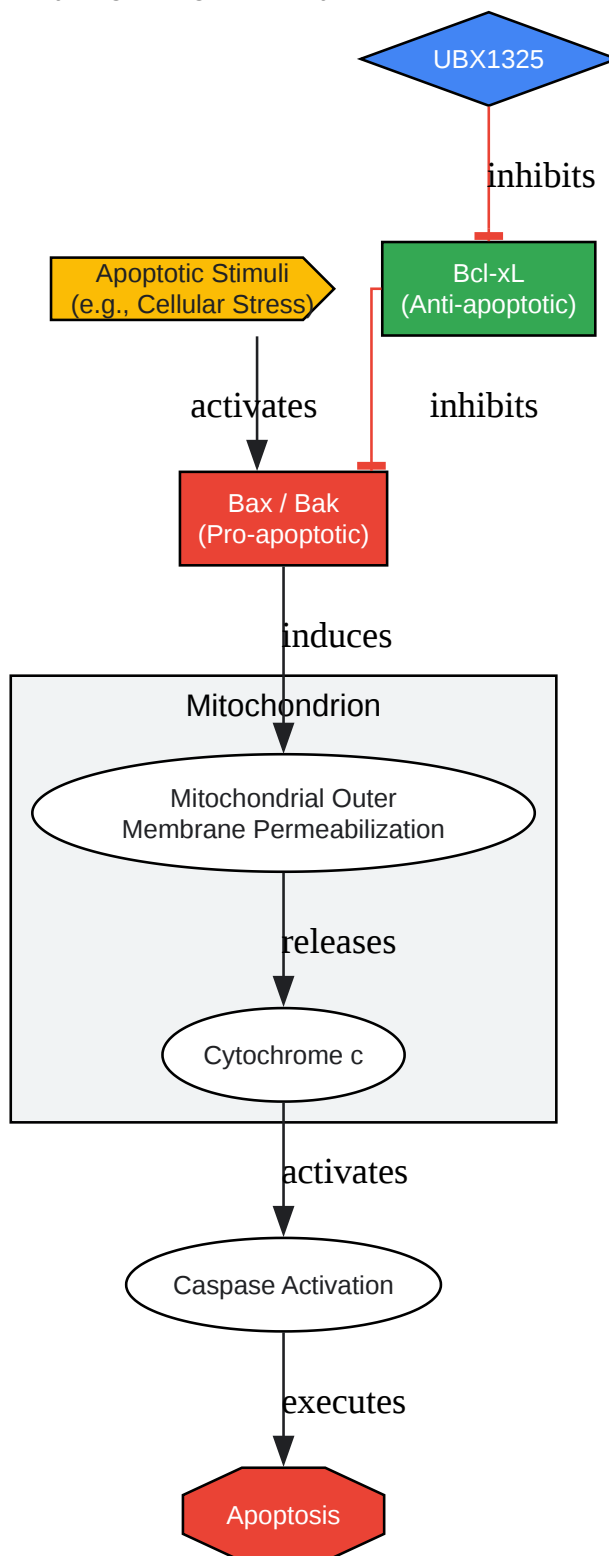 UBX1325
inhibits
Apoptotic Stimuli
(e.g., Cellular Stress)
Bcl-xL
(Anti-apoptotic)
activates
inhibits
Bax / Bak
(Pro-apoptotic)
induces
Mitochondrion
Mitochondrial Outer
Membrane Permeabilization
releases
Cytochrome c
activates
Caspase Activation
executes
Apoptosis